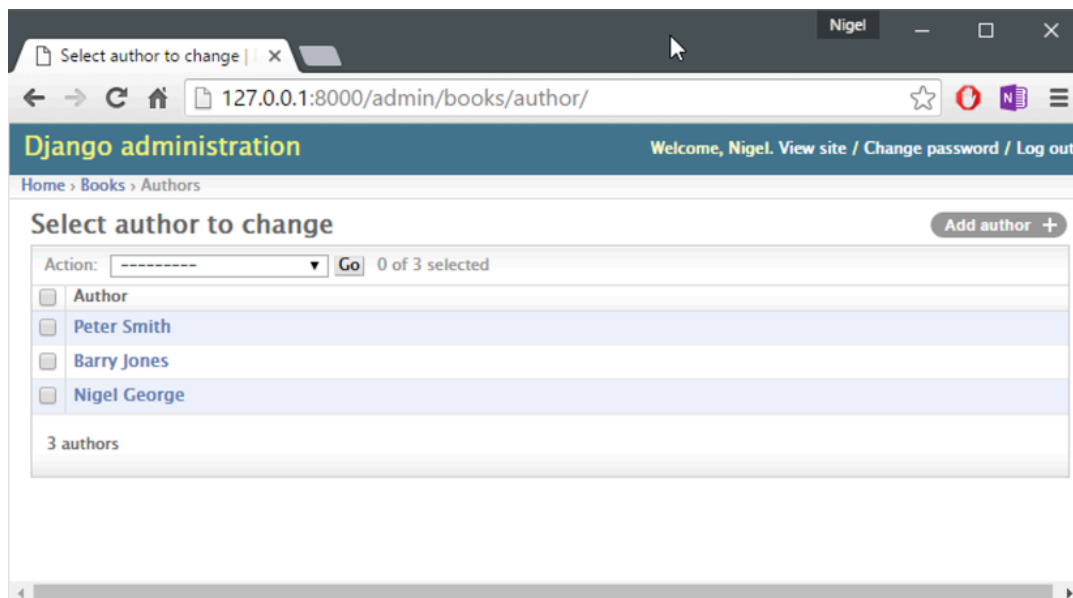 Nigel
Select author to change |
127.0.0.1:8000/admin/books/author/
Django administration
Welcome, Nigel. View site / Change password / Log out
Home › Books › Authors
Select author to change
Add author +
Action: --------- Go 0 of 3 selected
Author
Peter Smith
Barry Jones
Nigel George
3 authors